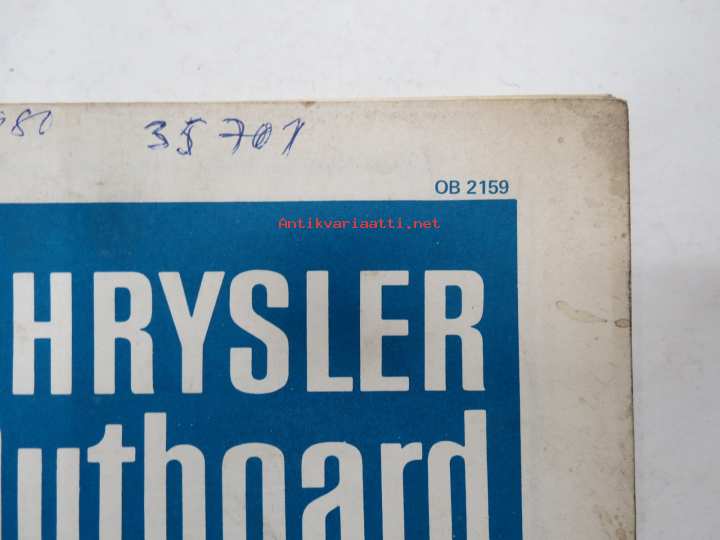 35701
OB 2159
Antikvariaatti.net
HRYSLER
utboard